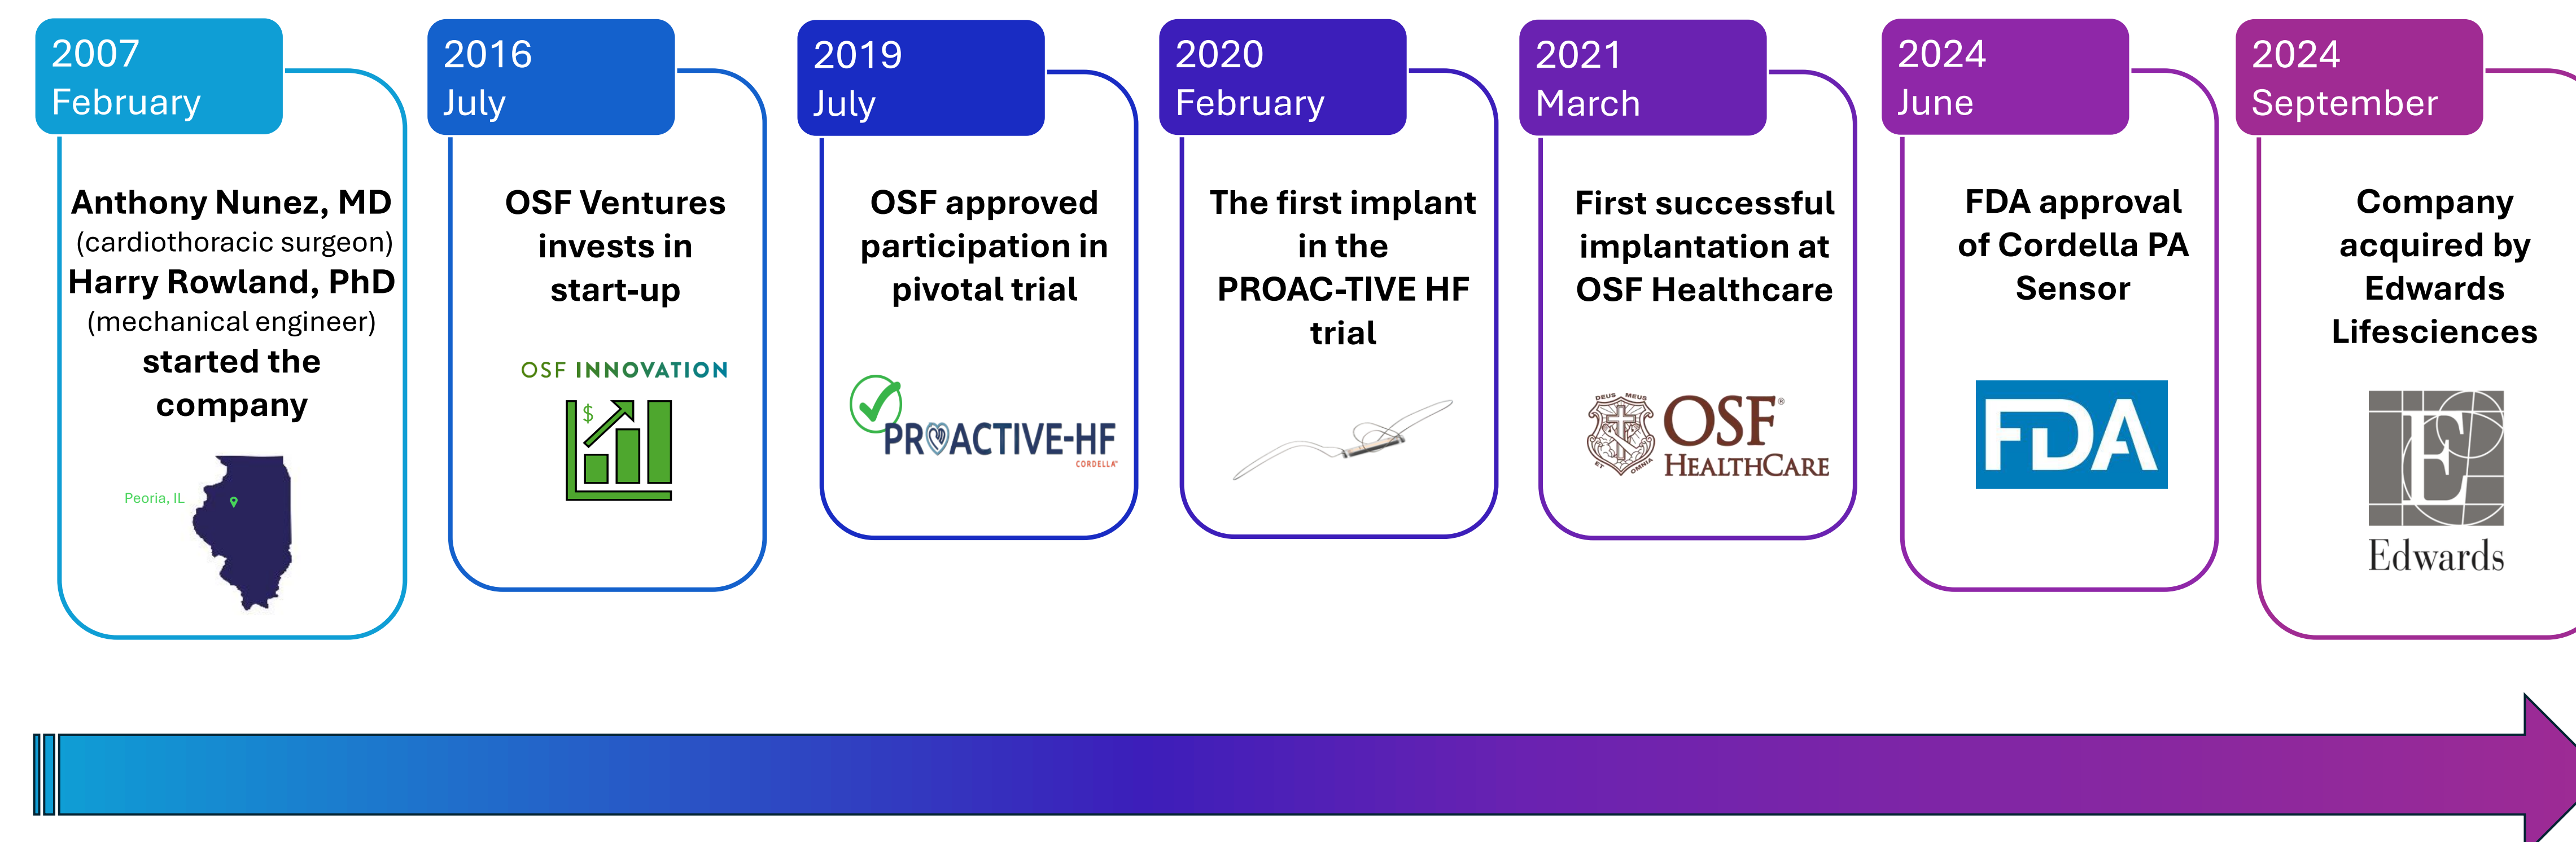 2007
February
Anthony Nunez, MD
(cardiothoracic surgeon)
Harry Rowland, PhD
(mechanical engineer)
started the
company
Peoria, IL
2016
July
OSF Ventures
invests in
start-up
OSF INNOVATION
$
2019
July
OSF approved
participation in
pivotal trial
PROACTIVE-HF
CORDELLA
2020
February
The first implant
in the
PROAC-TIVE HF
trial
2021
March
First successful
implantation at
OSF Healthcare
DEUS MEUS
ET OMNIA
OSF®
HEALTHCARE
2024
June
FDA approval
of Cordella PA
Sensor
FDA
2024
September
Company
acquired by
Edwards
Lifesciences
E
Edwards